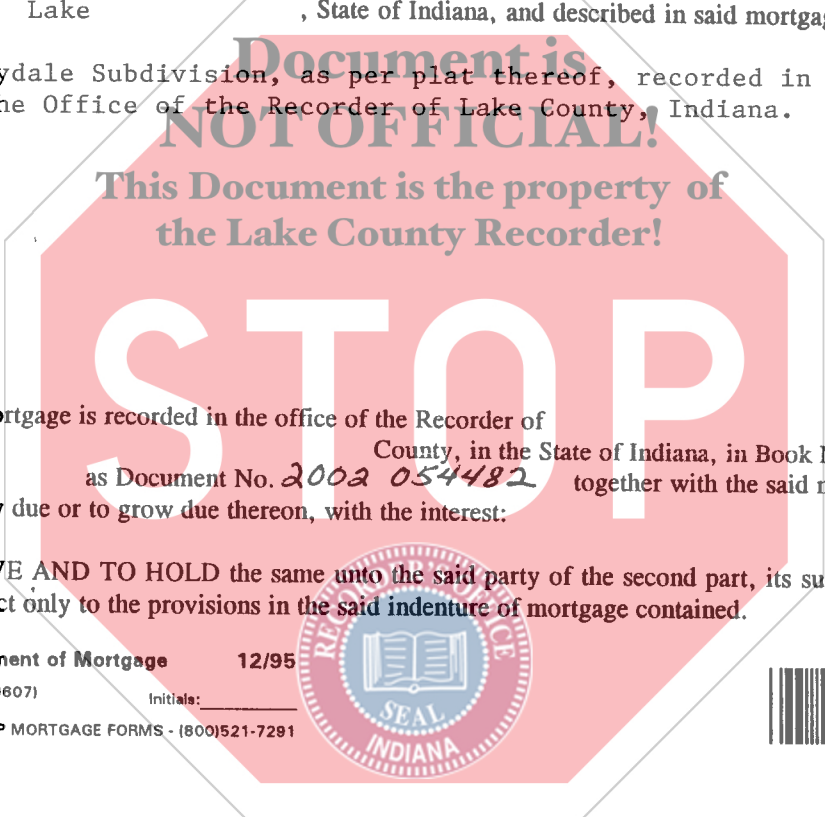 Lake , State of Indiana, and described in said mortgag
Document is
ydale Subdivision, as per plat thereof, recorded in
he Office of the Recorder of Lake County, Indiana.
NOT OFFICIAL!
This Document is the property of
the Lake County Recorder!
STOP
ortgage is recorded in the office of the Recorder of
County, in the State of Indiana, in Book N
as Document No. 2002 054482 together with the said n
y due or to grow due thereon, with the interest:
VE AND TO HOLD the same unto the said party of the second part, its su
ct only to the provisions in the said indenture of mortgage contained.
RECORDER'S OFFICE
SEAL
INDIANA
nent of Mortgage 12/95
607) Initials:
P MORTGAGE FORMS - (800)521-7291